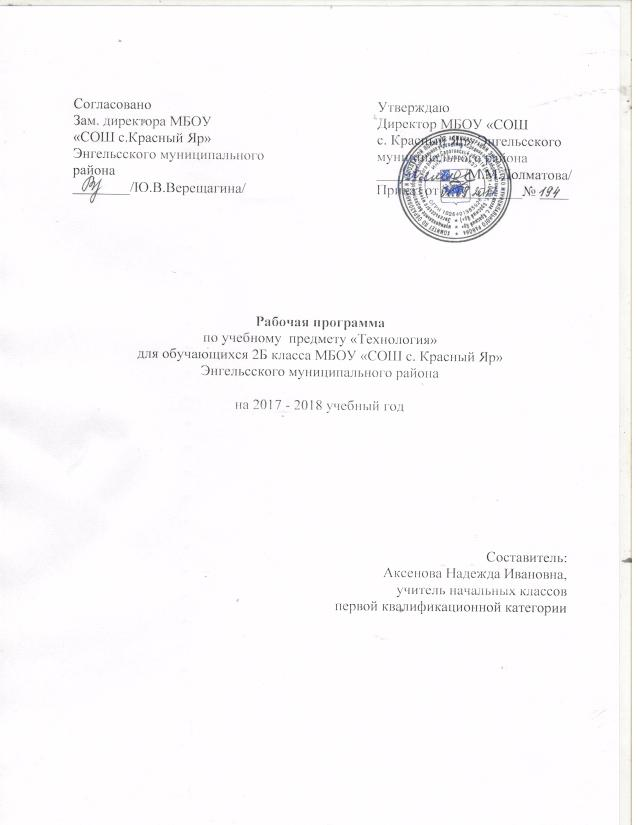 Согласовано
Зам. директора МБОУ
«СОШ с.Красный Яр»
Энгельсского муниципального
района
/Ю.В.Верещагина/
Утверждаю
Директор МБОУ «СОШ
с. Красный Яр» Энгельсского
муниципального района
М.М.Долматова/
Приказ от № 194
Рабочая программа
по учебному предмету «Технология»
для обучающихся 2Б класса МБОУ «СОШ с. Красный Яр»
Энгельсского муниципального района
на 2017 - 2018 учебный год
Составитель:
Аксенова Надежда Ивановна,
учитель начальных классов
первой квалификационной категории